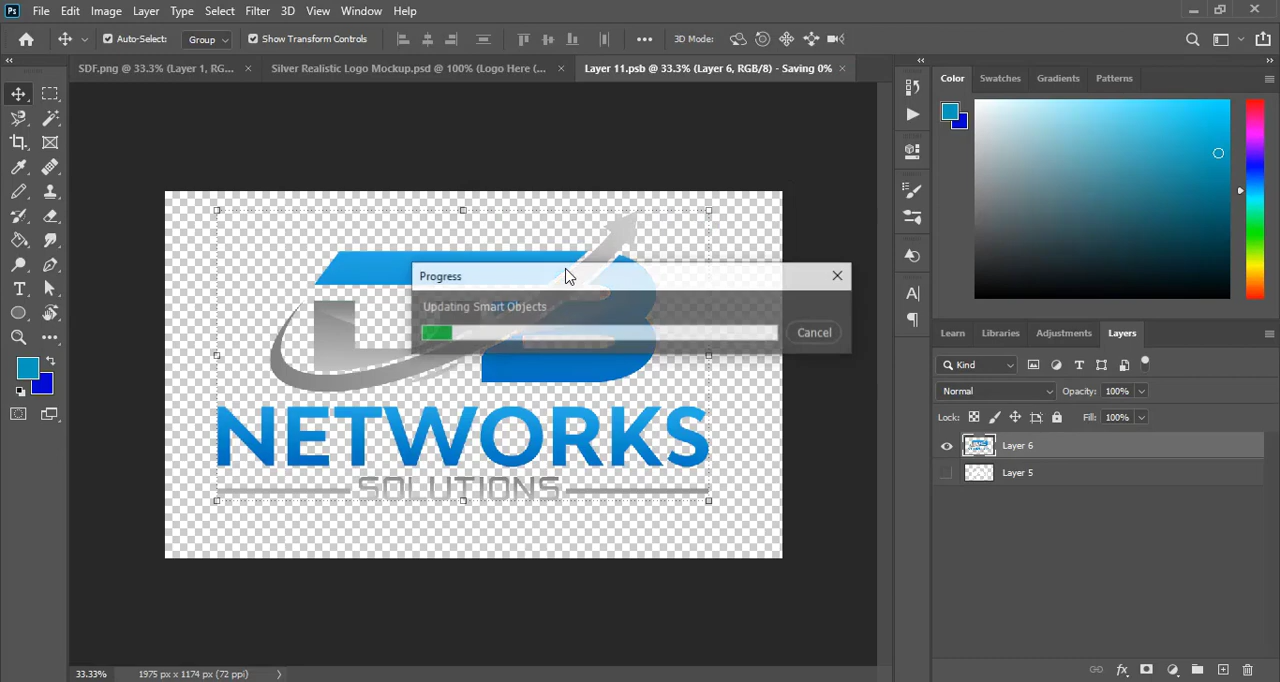 Ps File Edit Image Layer Type Select Filter 3D View Window Help
Auto-Select: Group Show Transform Controls 3D Mode:
SDF.png @ 33.3% (Layer 1, RG... Silver Realistic Logo Mockup.psd @ 100% (Logo Here (... Layer 11.psb @ 33.3% (Layer 6, RGB/8) - Saving 0%
Color Swatches Gradients Patterns
Progress
Updating Smart Objects
Cancel
NETWORKS
SOLUTIONS
Learn Libraries Adjustments Layers
Kind
Normal Opacity: 100%
Lock: Fill: 100%
Layer 6
Layer 5
33.33% 1975 px x 1174 px (72 ppi)